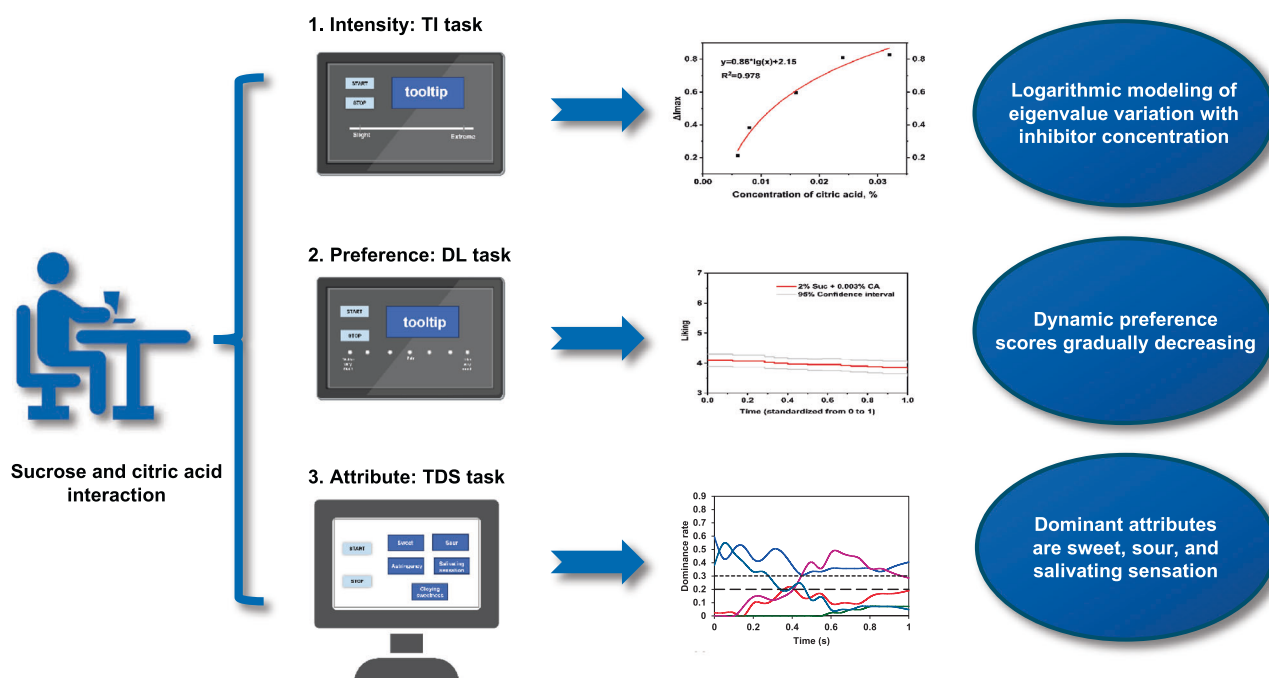 1. Intensity: TI task
START
STOP
tooltip
Slight
Extreme
y=0.86*lg(x)+2.15
R²=0.978
ΔImax
0.8
0.6
0.4
0.2
0.8
0.6
0.4
0.2
0.00
0.01
0.02
0.03
Concentration of citric acid, %
Logarithmic modeling of
eigenvalue variation with
inhibitor concentration
2. Preference: DL task
START
STOP
tooltip
Liking
7
6
5
4
3
2% Suc + 0.003% CA
95% Confidence interval
0.0
0.2
0.4
0.6
0.8
1.0
Time (standardized from 0 to 1)
Dynamic preference
scores gradually decreasing
Sucrose and citric acid
interaction
3. Attribute: TDS task
START
STOP
Sweet
Sour
Astringency
Salivating
sensation
Cloying
sweetness
Dominance rate
0.9
0.8
0.7
0.6
0.5
0.4
0.3
0.2
0.1
0
0
0.2
0.4
0.6
0.8
1
Time (s)
Dominant attributes
are sweet, sour, and
salivating sensation